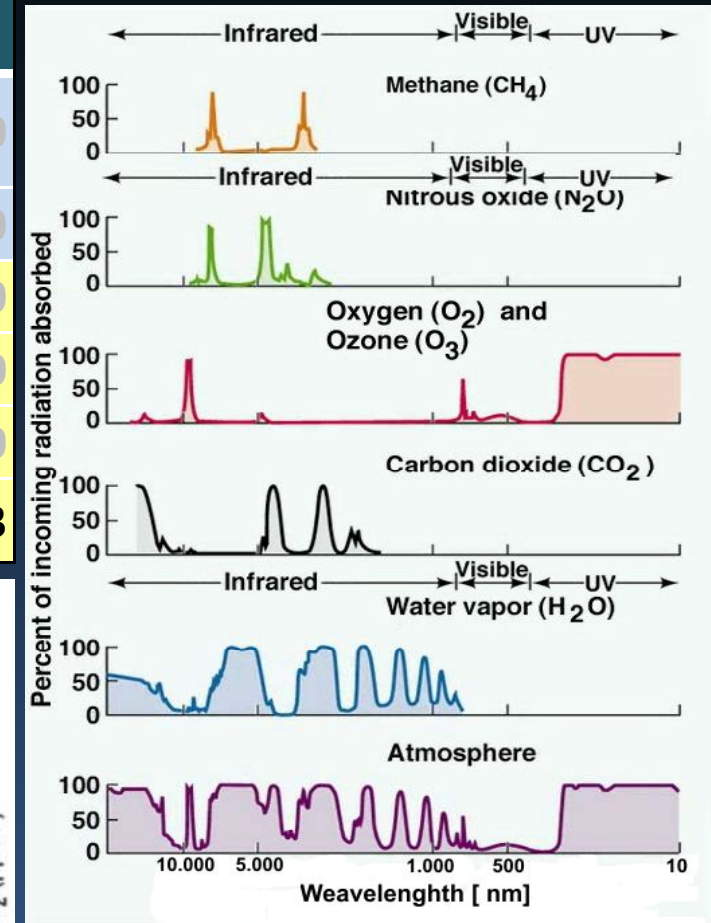 Infrared Visible UV
Methane (CH4)
100
50
0
Infrared Visible UV
Nitrous oxide (N2O)
100
50
0
Oxygen (O2) and
Ozone (O3)
100
50
0
Carbon dioxide (CO2)
100
50
0
Infrared Visible UV
Water vapor (H2O)
100
50
0
Atmosphere
100
50
0
10.000 5.000 1.000 500 10
Weavelenghth [ nm]
Percent of incoming radiation absorbed